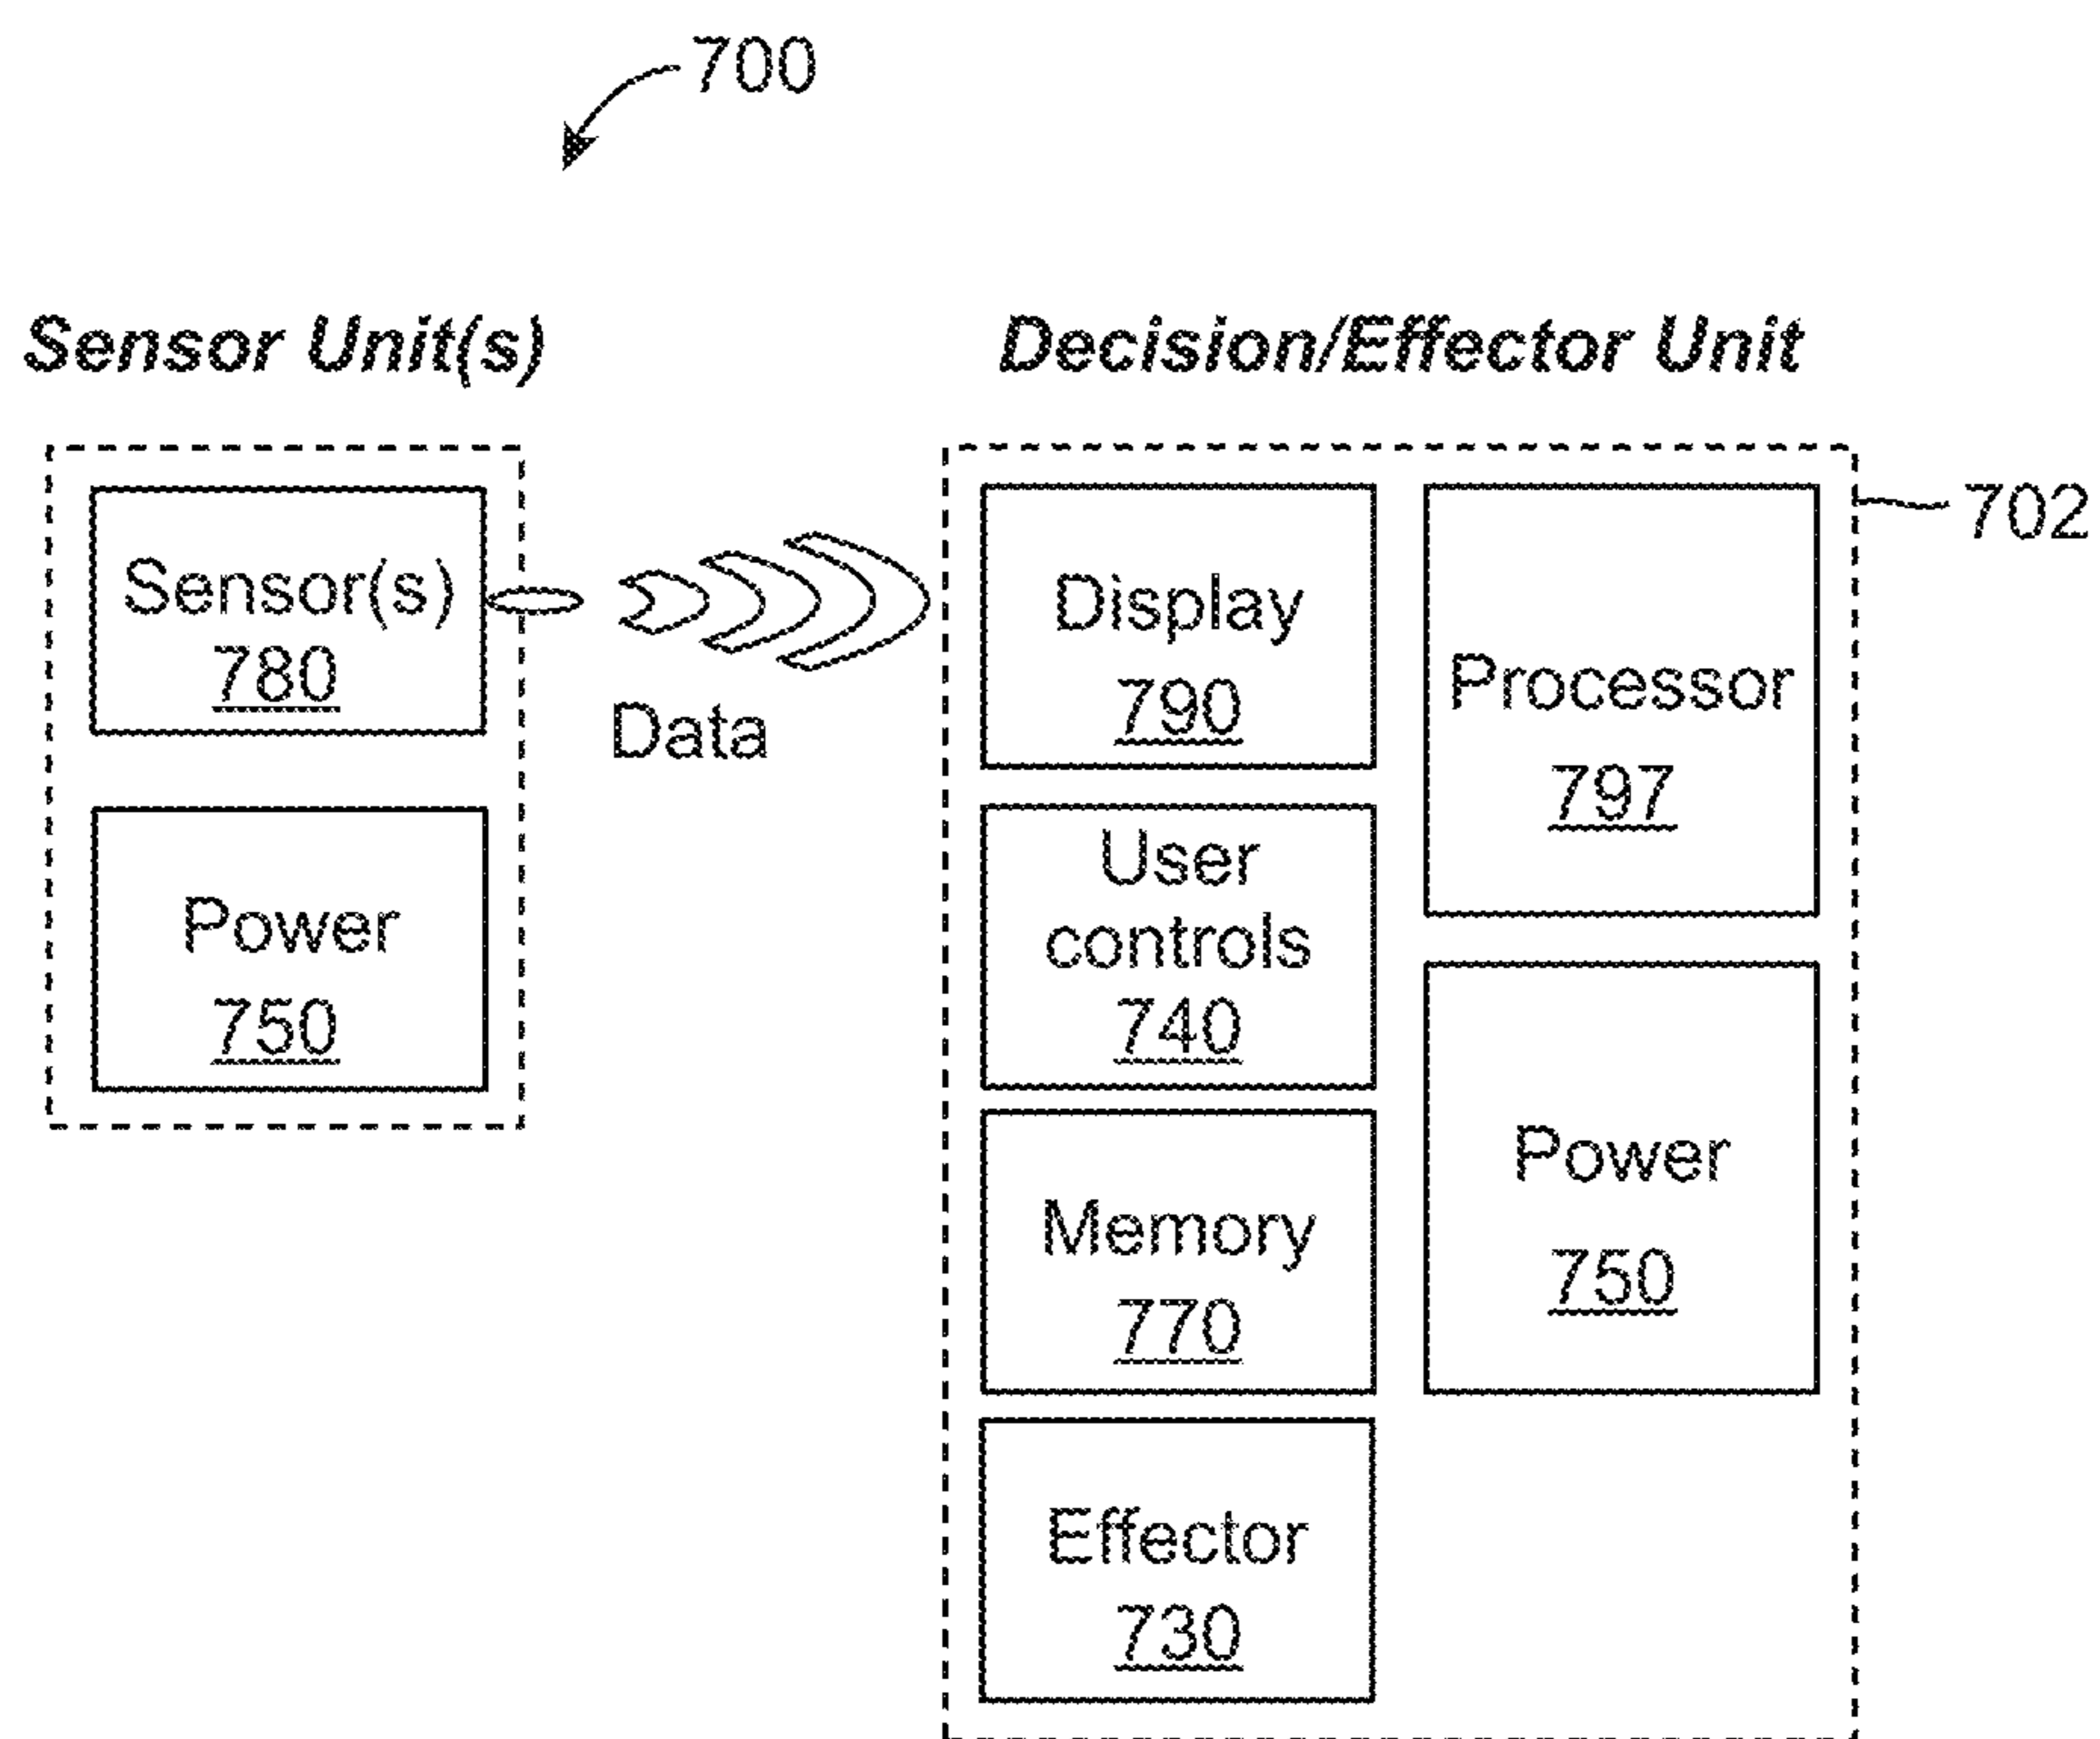 700
Sensor Unit(s)
Decision/Effector Unit
702
Sensor(s)
780
Data
Power
750
Display
790
User
controls
740
Memory
770
Effector
730
Processor
797
Power
750